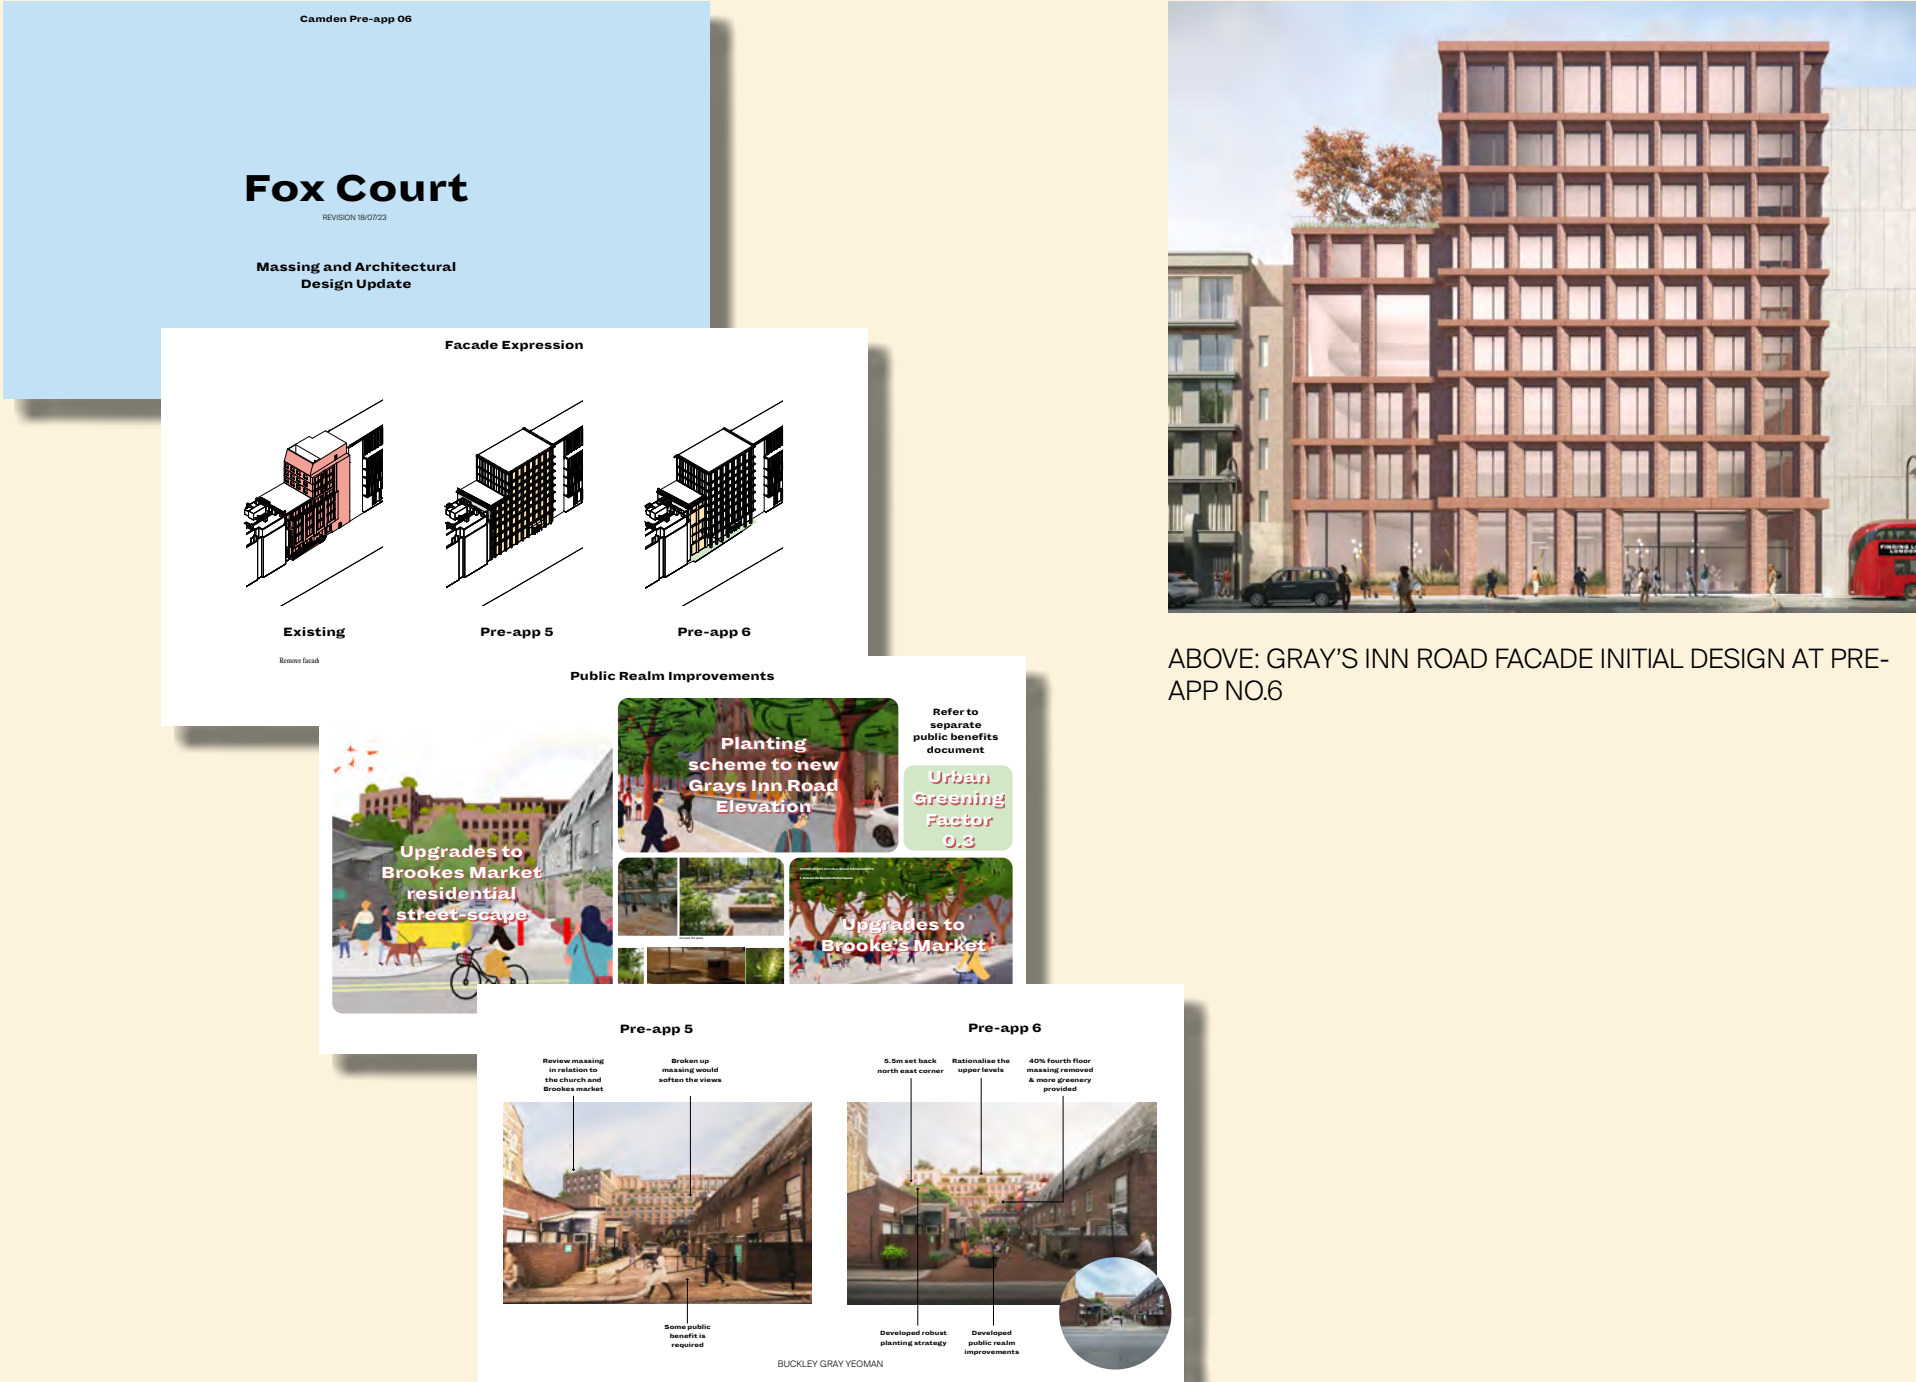 Camden Pre-app 06
Fox Court
REVISION 18/07/23
Massing and Architectural
Design Update
Facade Expression
Existing
Pre-app 5
Pre-app 6
Remove facade
Public Realm Improvements
Upgrades to
Brookes Market
residential
street-scape
Planting
scheme to new
Grays Inn Road
Elevation
Refer to
separate
public benefits
document
Urban
Greening
Factor
0.3
Upgrades to
Brooke's Market
Pre-app 5
Review massing
in relation to
the church and
Brookes market
Broken up
massing would
soften the views
Some public
benefit is
required
Pre-app 6
5.5m set back
north east corner
Rationalise the
upper levels
40% fourth floor
massing removed
& more greenery
provided
Developed robust
planting strategy
Developed
public realm
improvements
BUCKLEY GRAY YEOMAN
FINDING
LONDON
ABOVE: GRAY'S INN ROAD FACADE INITIAL DESIGN AT PRE-
APP NO.6